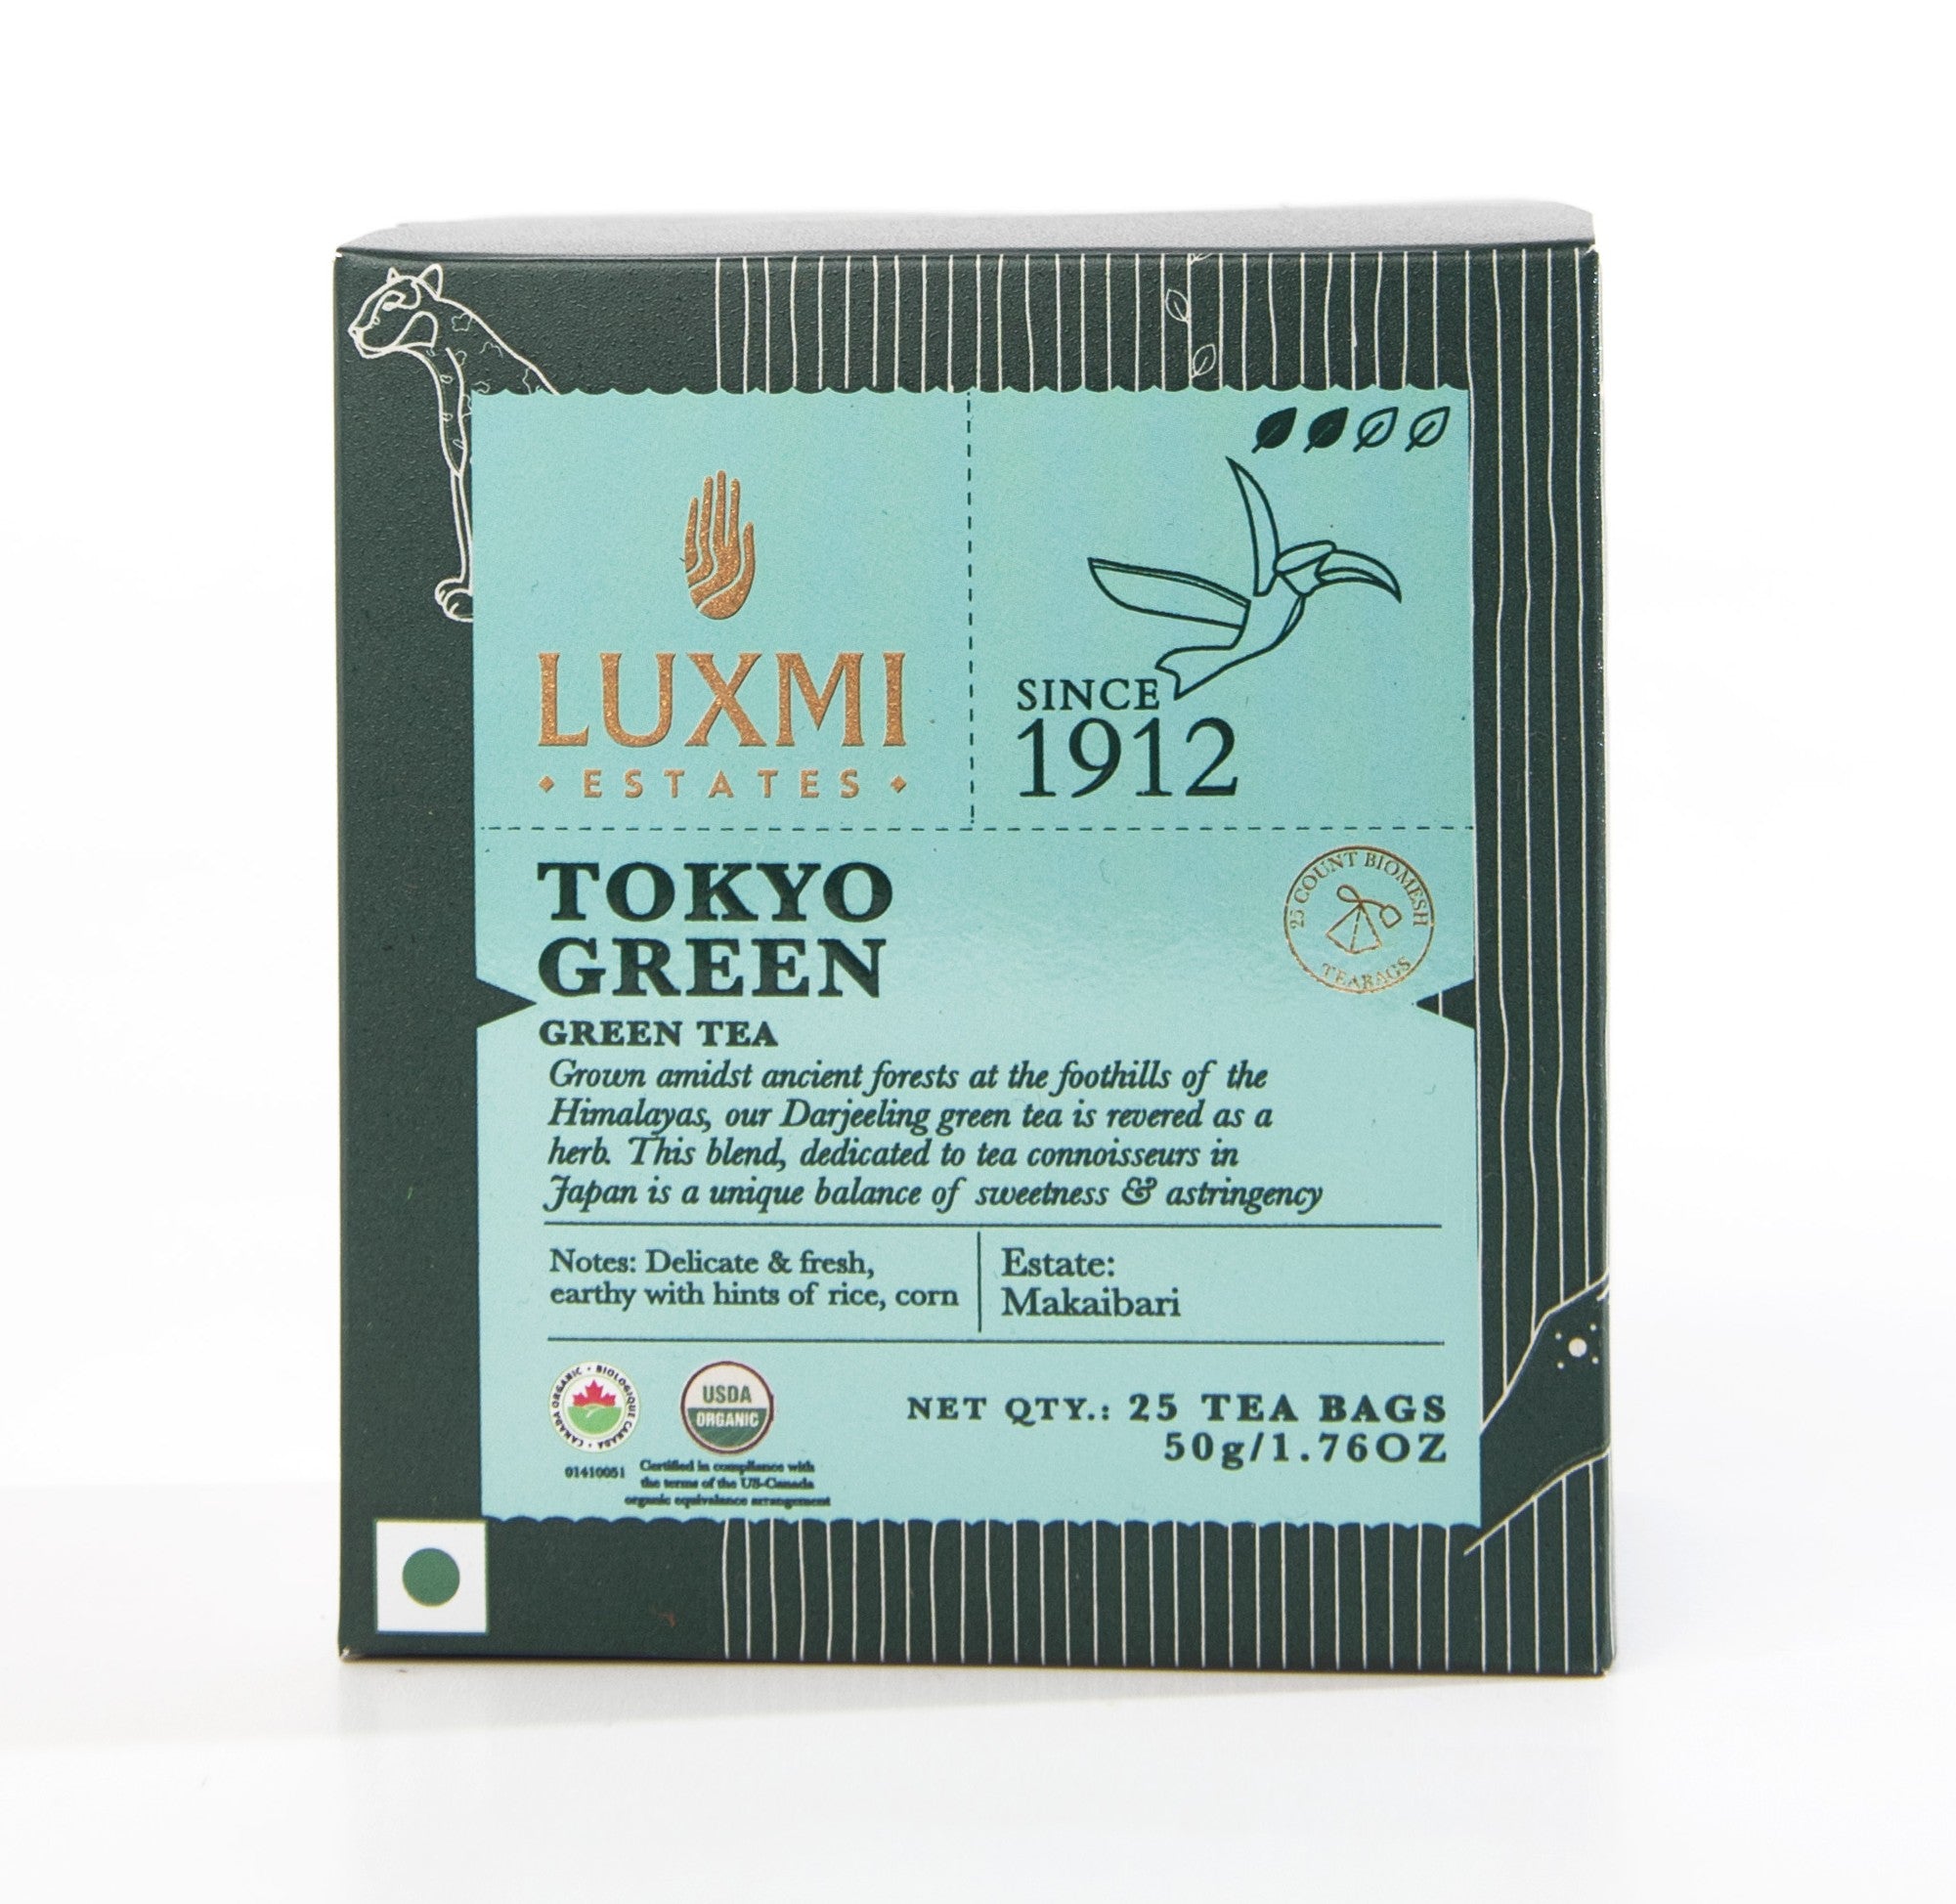 LUXMI
• ESTATES •
SINCE
1912
TOKYO
GREEN
25 COUNT BIOMESH
TEABAGS
GREEN TEA
Grown amidst ancient forests at the foothills of the
Himalayas, our Darjeeling green tea is revered as a
herb. This blend, dedicated to tea connoisseurs in
Japan is a unique balance of sweetness & astringency
Notes: Delicate & fresh,
earthy with hints of rice, corn
Estate:
Makaibari
CANADA ORGANIC • BIOLOGIQUE CANADA •
USDA
ORGANIC
01410051
Certified in compliance with
the terms of the US-Canada
organic equivalence arrangement
NET QTY.: 25 TEA BAGS
50g/1.76OZ